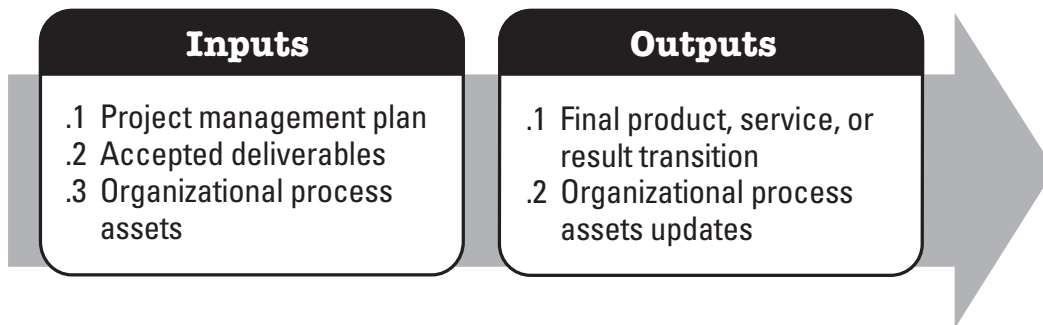 Inputs
.1 Project management plan
.2 Accepted deliverables
.3 Organizational process
assets
Outputs
.1 Final product, service, or
result transition
.2 Organizational process
assets updates